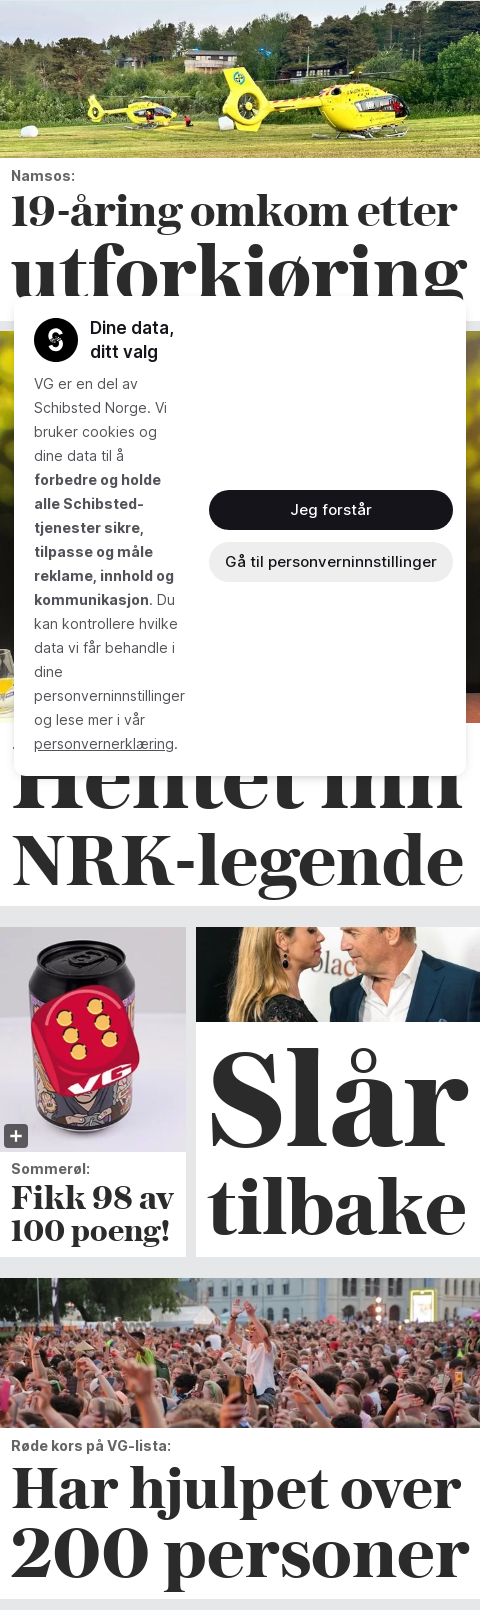 Namsos:
19-åring omkom etter
utforkjøring
Dine data,
ditt valg
VG er en del av
Schibsted Norge. Vi
bruker cookies og
dine data til å
forbedre og holde
alle Schibsted-
tjenester sikre,
tilpasse og måle
reklame, innhold og
kommunikasjon. Du
kan kontrollere hvilke
data vi får behandle i
dine
personverninnstillinger
og lese mer i vår
personvernerklæring.
Jeg forstår
Gå til personverninnstillinger
Hentet inn
NRK-legende
VG
Sommerøl:
Fikk 98 av
100 poeng!
Slår
tilbake
Røde kors på VG-lista:
Har hjulpet over
200 personer